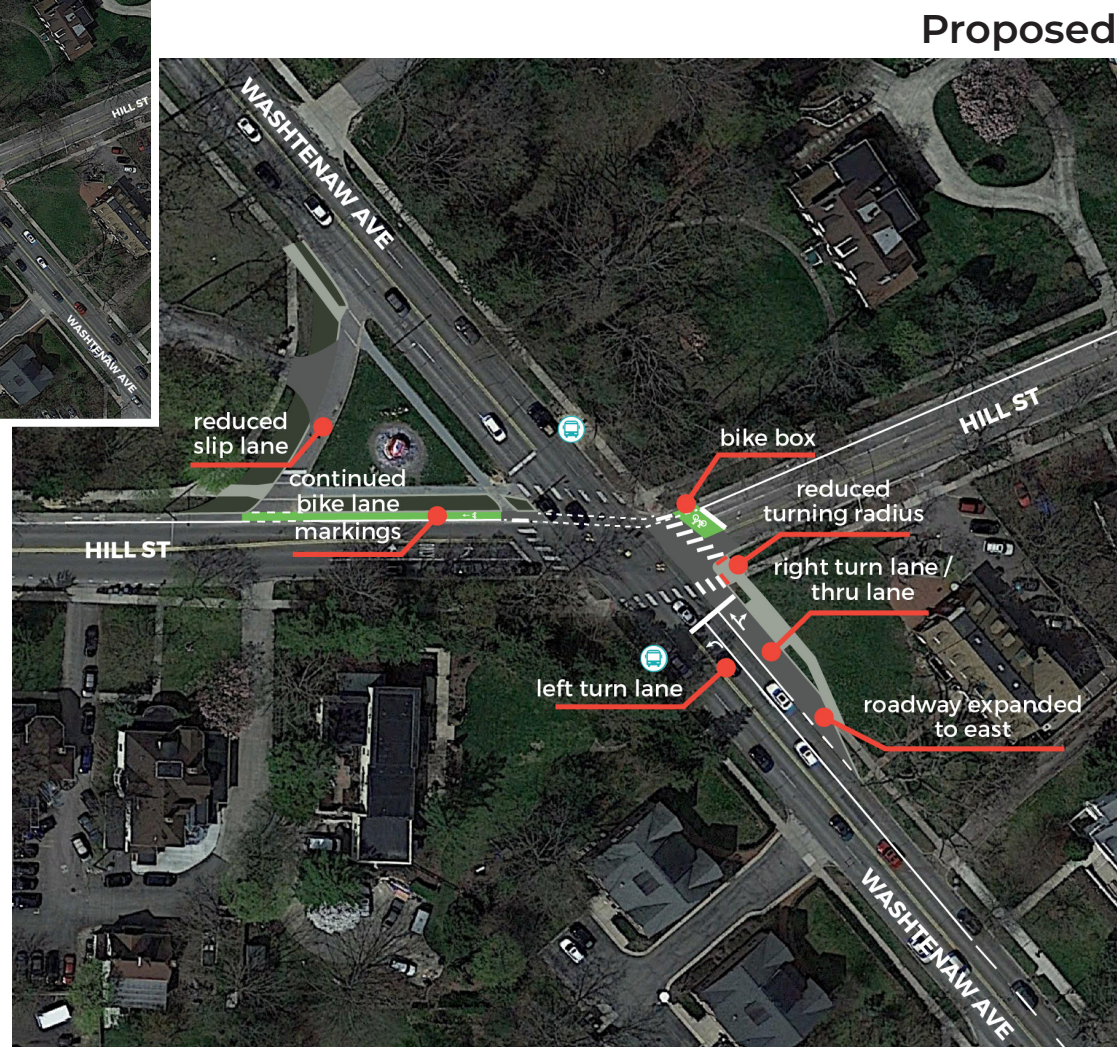 Proposed
HILL ST
WASHTENAW AVE
WASHTENAW AVE
reduced
slip lane
continued
bike lane
markings
HILL ST
bike box
HILL ST
reduced
turning radius
right turn lane /
thru lane
left turn lane
roadway expanded
to east
WASHTENAW AVE